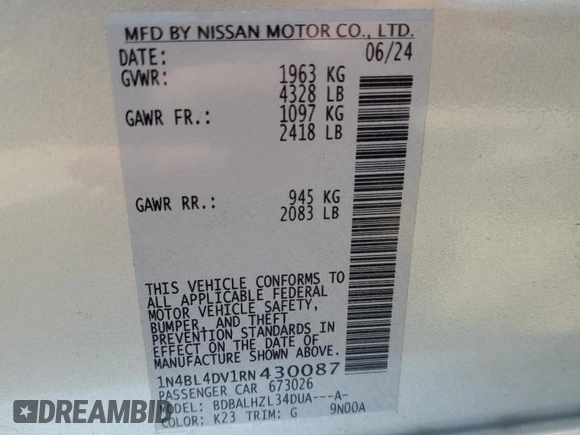 MFD BY NISSAN MOTOR CO., LTD.
DATE: 06/24
GVWR: 1963 KG
4328 LB
GAWR FR.: 1097 KG
2418 LB
GAWR RR.: 945 KG
2083 LB
THIS VEHICLE CONFORMS TO
ALL APPLICABLE FEDERAL
MOTOR VEHICLE SAFETY,
BUMPER, AND THEFT
PREVENTION STANDARDS IN
EFFECT ON THE DATE OF
MANUFACTURE SHOWN ABOVE.
1N4BL4DV1RN430087
PASSENGER CAR 673026
MODEL: BDBALHZL34DUA---A-
COLOR: K23 TRIM: G 9N00A
BIDAMERICA